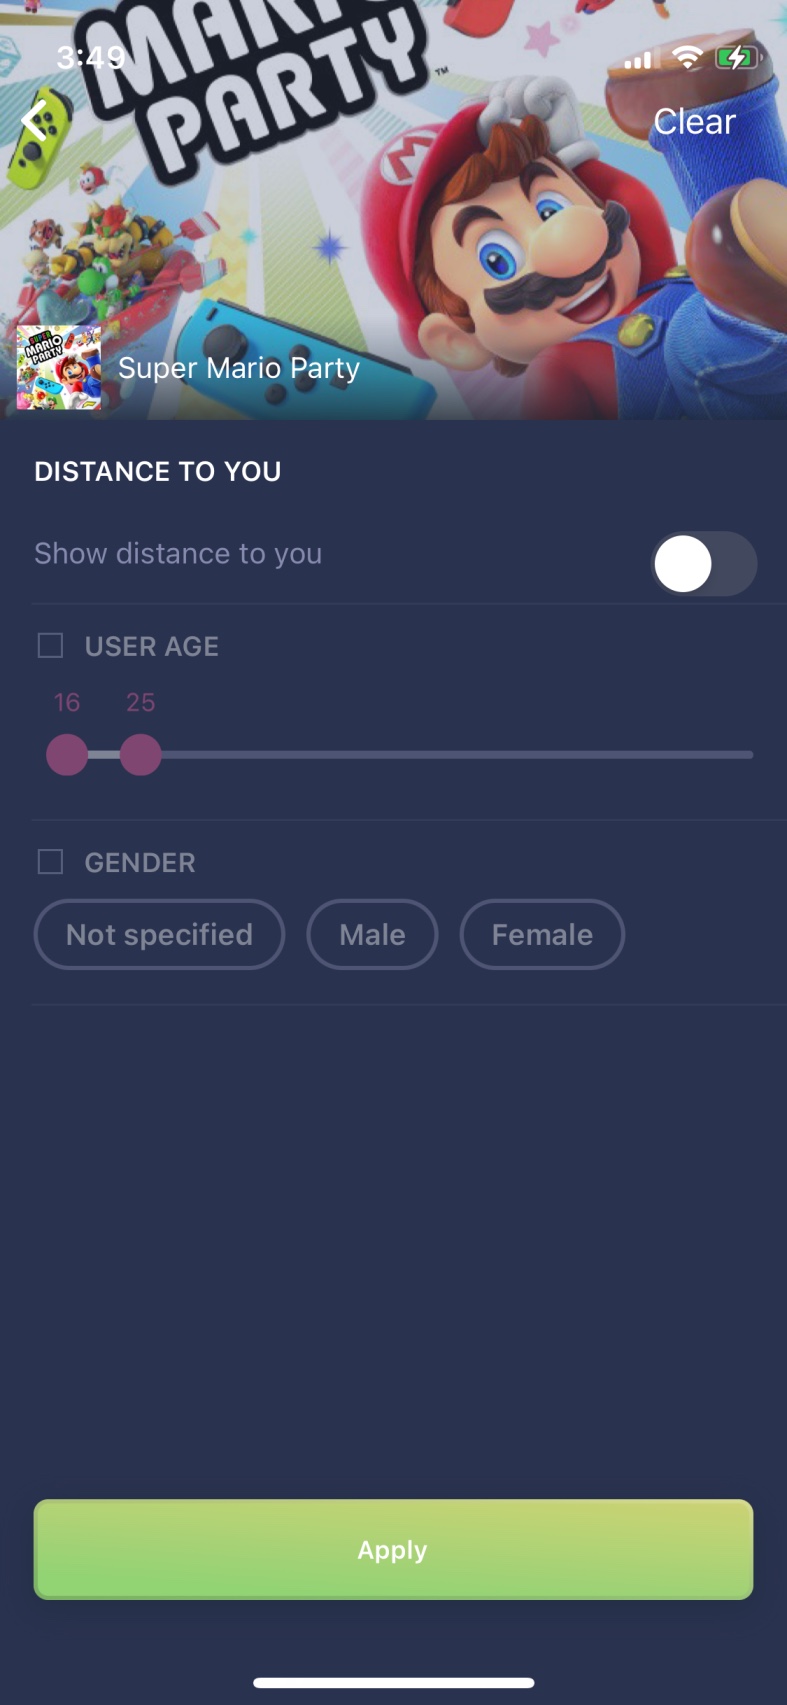 MARIO
PARTY
™
3:49
Clear
M
SUPER
MARIO
PARTY
Super Mario Party
DISTANCE TO YOU
Show distance to you
USER AGE
16 25
GENDER
Not specified Male Female
Apply